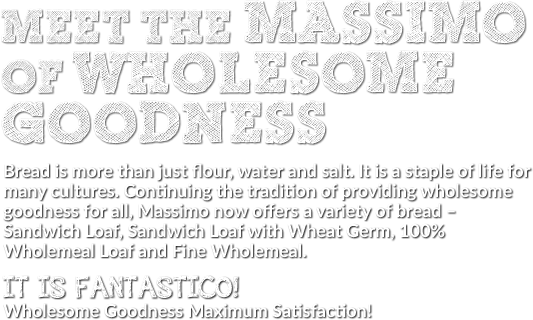 MEET THE MASSIMO
OF WHOLESOME
GOODNESS
Bread is more than just flour, water and salt. It is a staple of life for
many cultures. Continuing the tradition of providing wholesome
goodness for all, Massimo now offers a variety of bread –
Sandwich Loaf, Sandwich Loaf with Wheat Germ, 100%
Wholemeal Loaf and Fine Wholemeal.
IT IS FANTASTICO!
Wholesome Goodness Maximum Satisfaction!